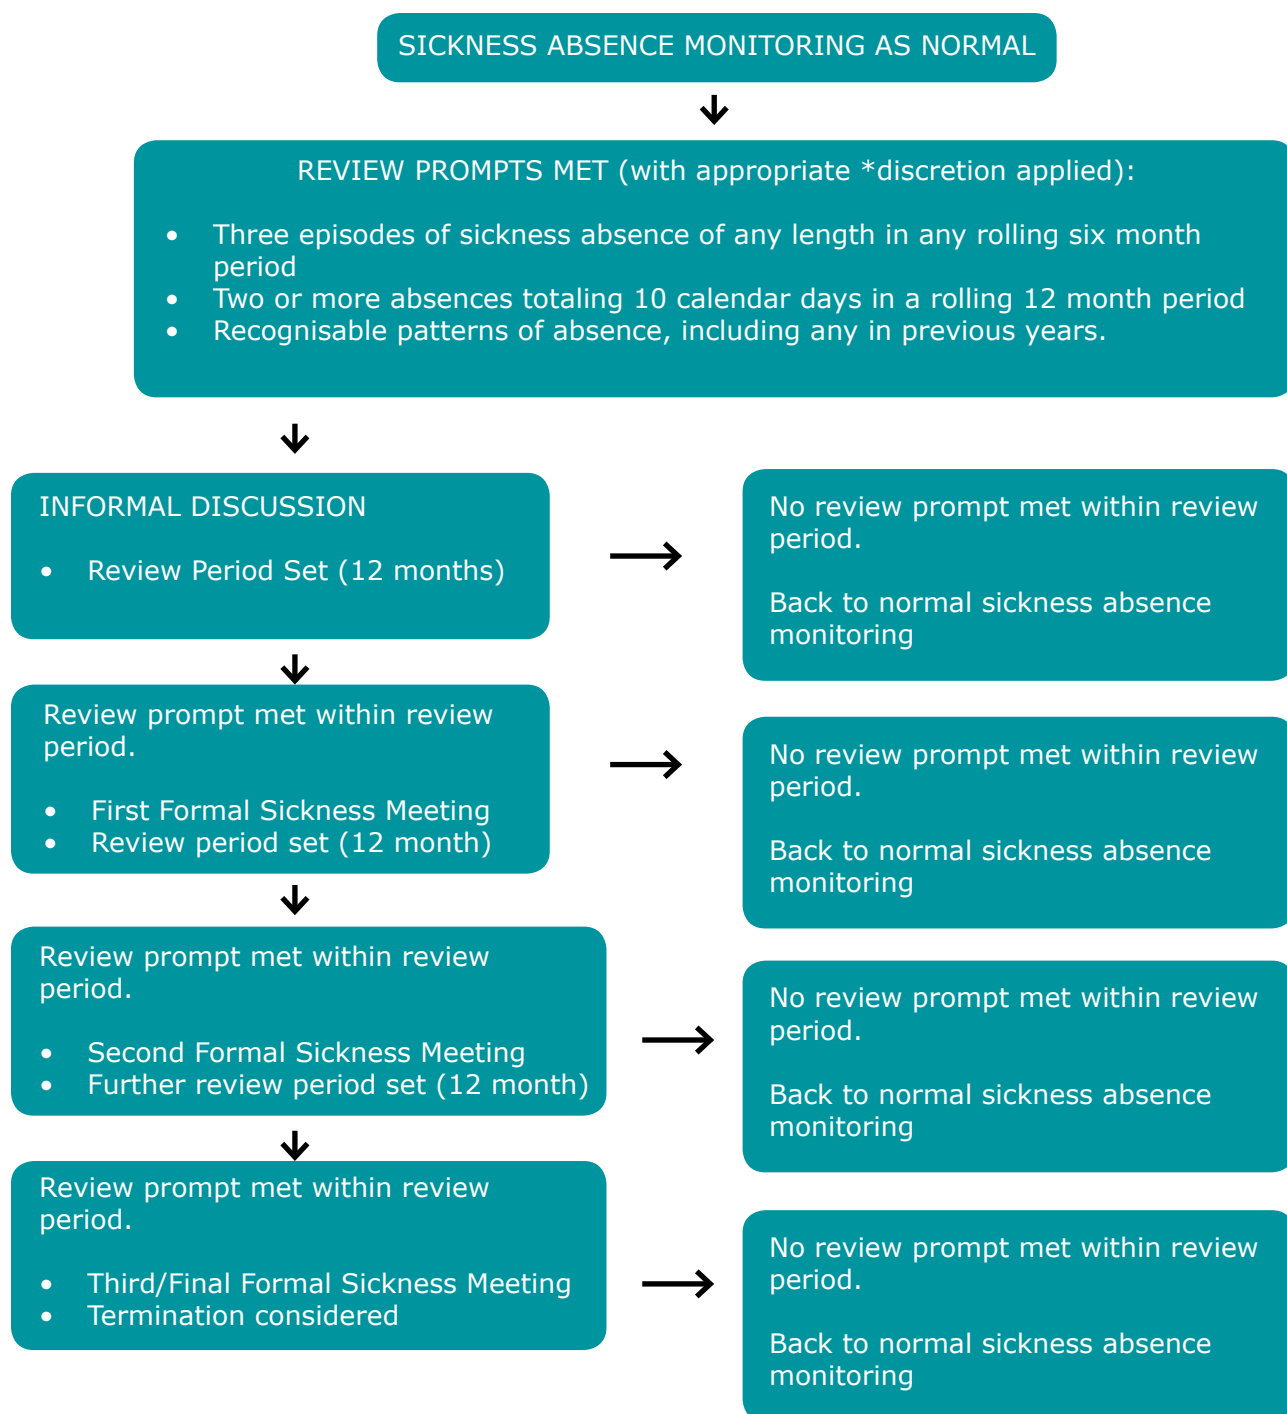 SICKNESS ABSENCE MONITORING AS NORMAL
REVIEW PROMPTS MET (with appropriate *discretion applied):
• Three episodes of sickness absence of any length in any rolling six month
period
• Two or more absences totaling 10 calendar days in a rolling 12 month period
• Recognisable patterns of absence, including any in previous years.
INFORMAL DISCUSSION
• Review Period Set (12 months)
No review prompt met within review
period.
Back to normal sickness absence
monitoring
Review prompt met within review
period.
• First Formal Sickness Meeting
• Review period set (12 month)
No review prompt met within review
period.
Back to normal sickness absence
monitoring
Review prompt met within review
period.
• Second Formal Sickness Meeting
• Further review period set (12 month)
No review prompt met within review
period.
Back to normal sickness absence
monitoring
Review prompt met within review
period.
• Third/Final Formal Sickness Meeting
• Termination considered
No review prompt met within review
period.
Back to normal sickness absence
monitoring